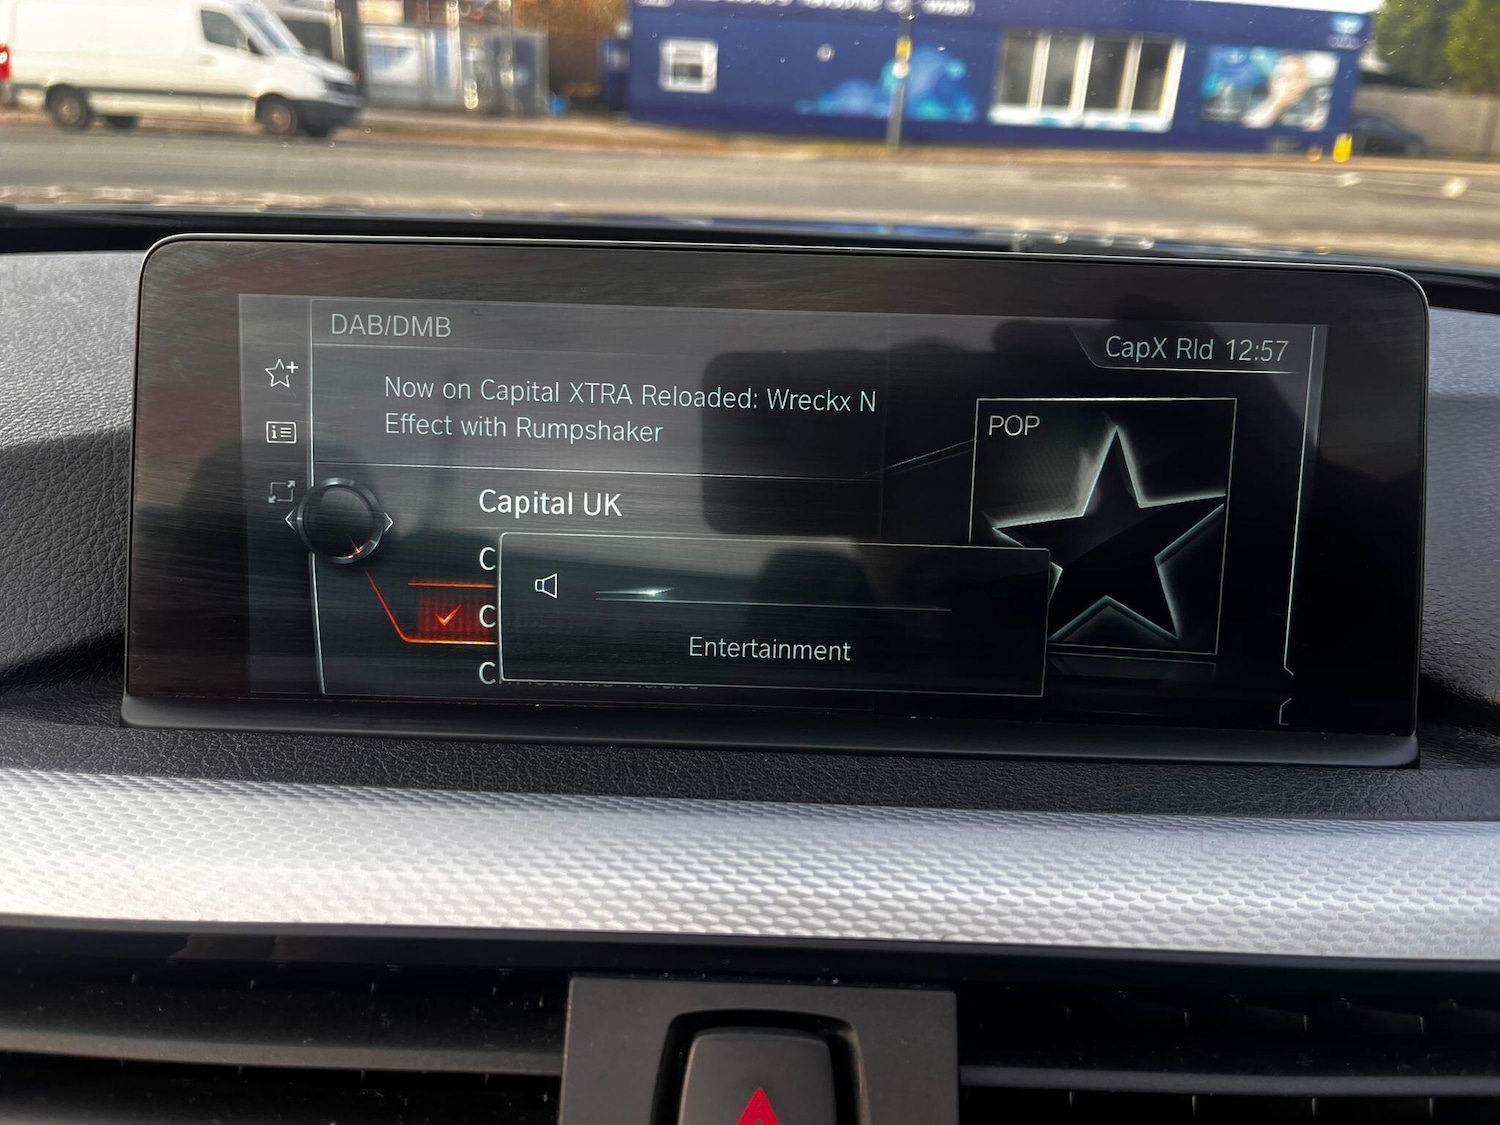 DAB/DMB
CapX Rld 12:57
Now on Capital XTRA Reloaded: Wreckx N
Effect with Rumpshaker
POP
Capital UK
C
C
C
Entertainment